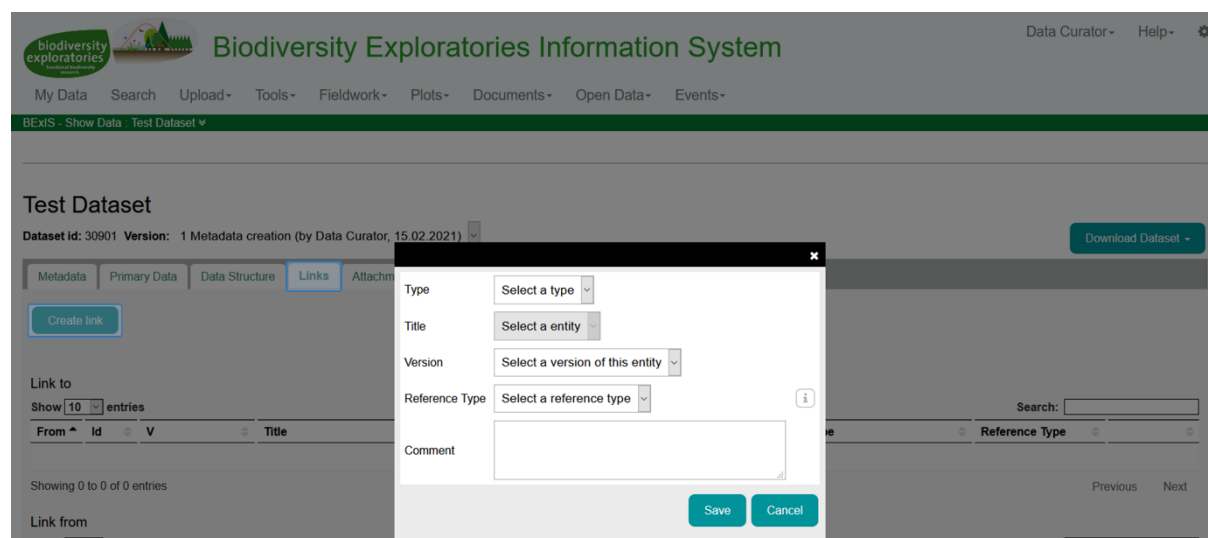 biodiversity
exploratories
Biodiversity Exploratories Information System
Data Curator
Help
My Data Search Upload Tools Fieldwork Plots Documents Open Data Events
BExIS - Show Data : Test Dataset
Test Dataset
Dataset id: 30901 Version: 1 Metadata creation (by Data Curator, 15.02.2021)
Download Dataset
Metadata Primary Data Data Structure Links Attachm
Create link
Type Select a type
Title Select a entity
Version Select a version of this entity
Reference Type Select a reference type i
Comment
Save Cancel
Link to
Show 10 entries
Search:
From Id V Title pe Reference Type
Showing 0 to 0 of 0 entries
Previous Next
Link from